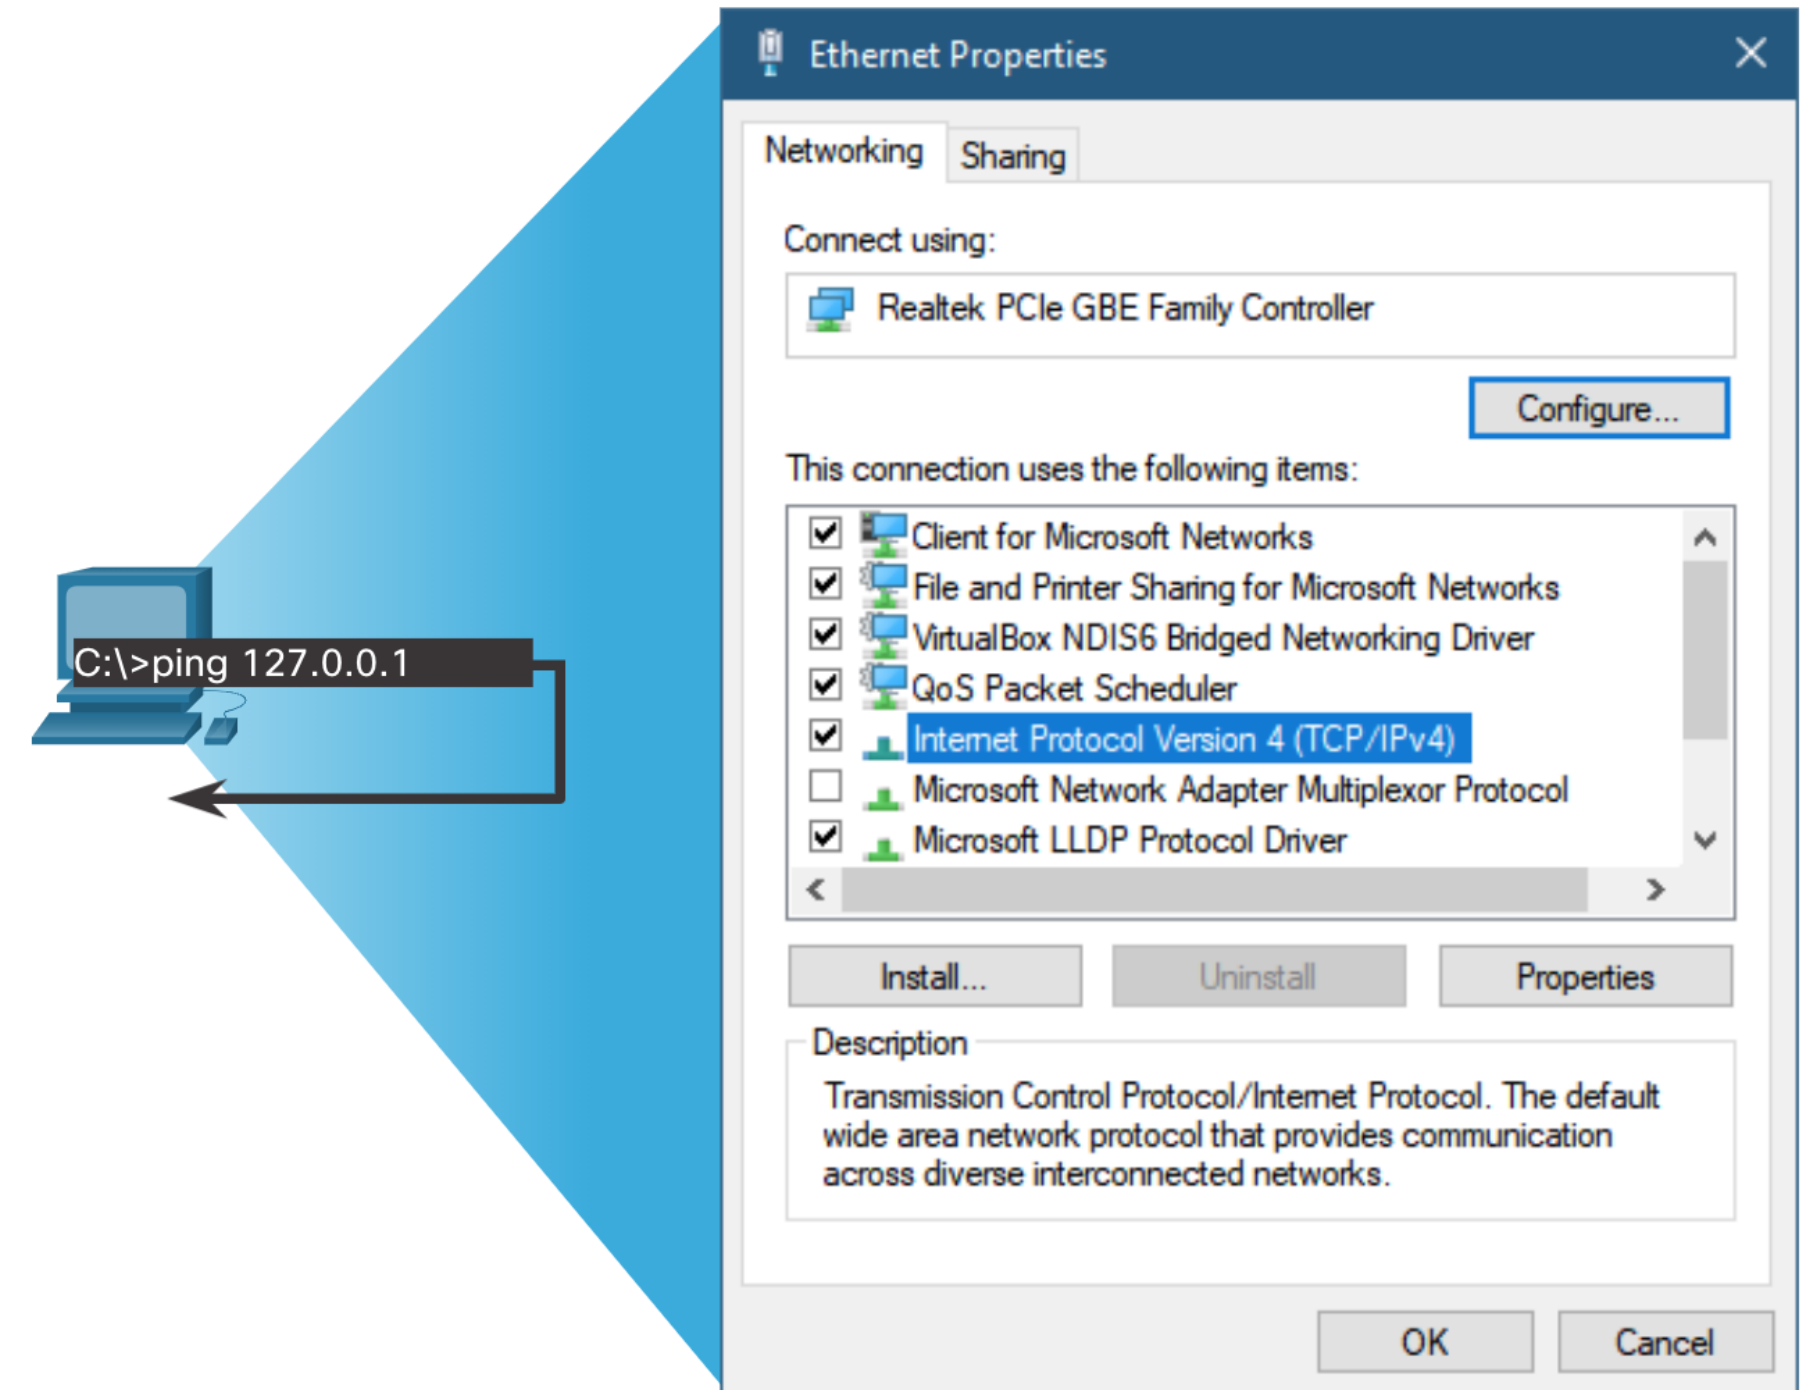 Ethernet Properties
Networking
Sharing
Connect using:
Realtek PCIe GBE Family Controller
Configure...
This connection uses the following items:
Client for Microsoft Networks
File and Printer Sharing for Microsoft Networks
VirtualBox NDIS6 Bridged Networking Driver
QoS Packet Scheduler
Internet Protocol Version 4 (TCP/IPv4)
Microsoft Network Adapter Multiplexor Protocol
Microsoft LLDP Protocol Driver
C:\>ping 127.0.0.1
Install...
Uninstall
Properties
Description
Transmission Control Protocol/Internet Protocol. The default
wide area network protocol that provides communication
across diverse interconnected networks.
OK
Cancel